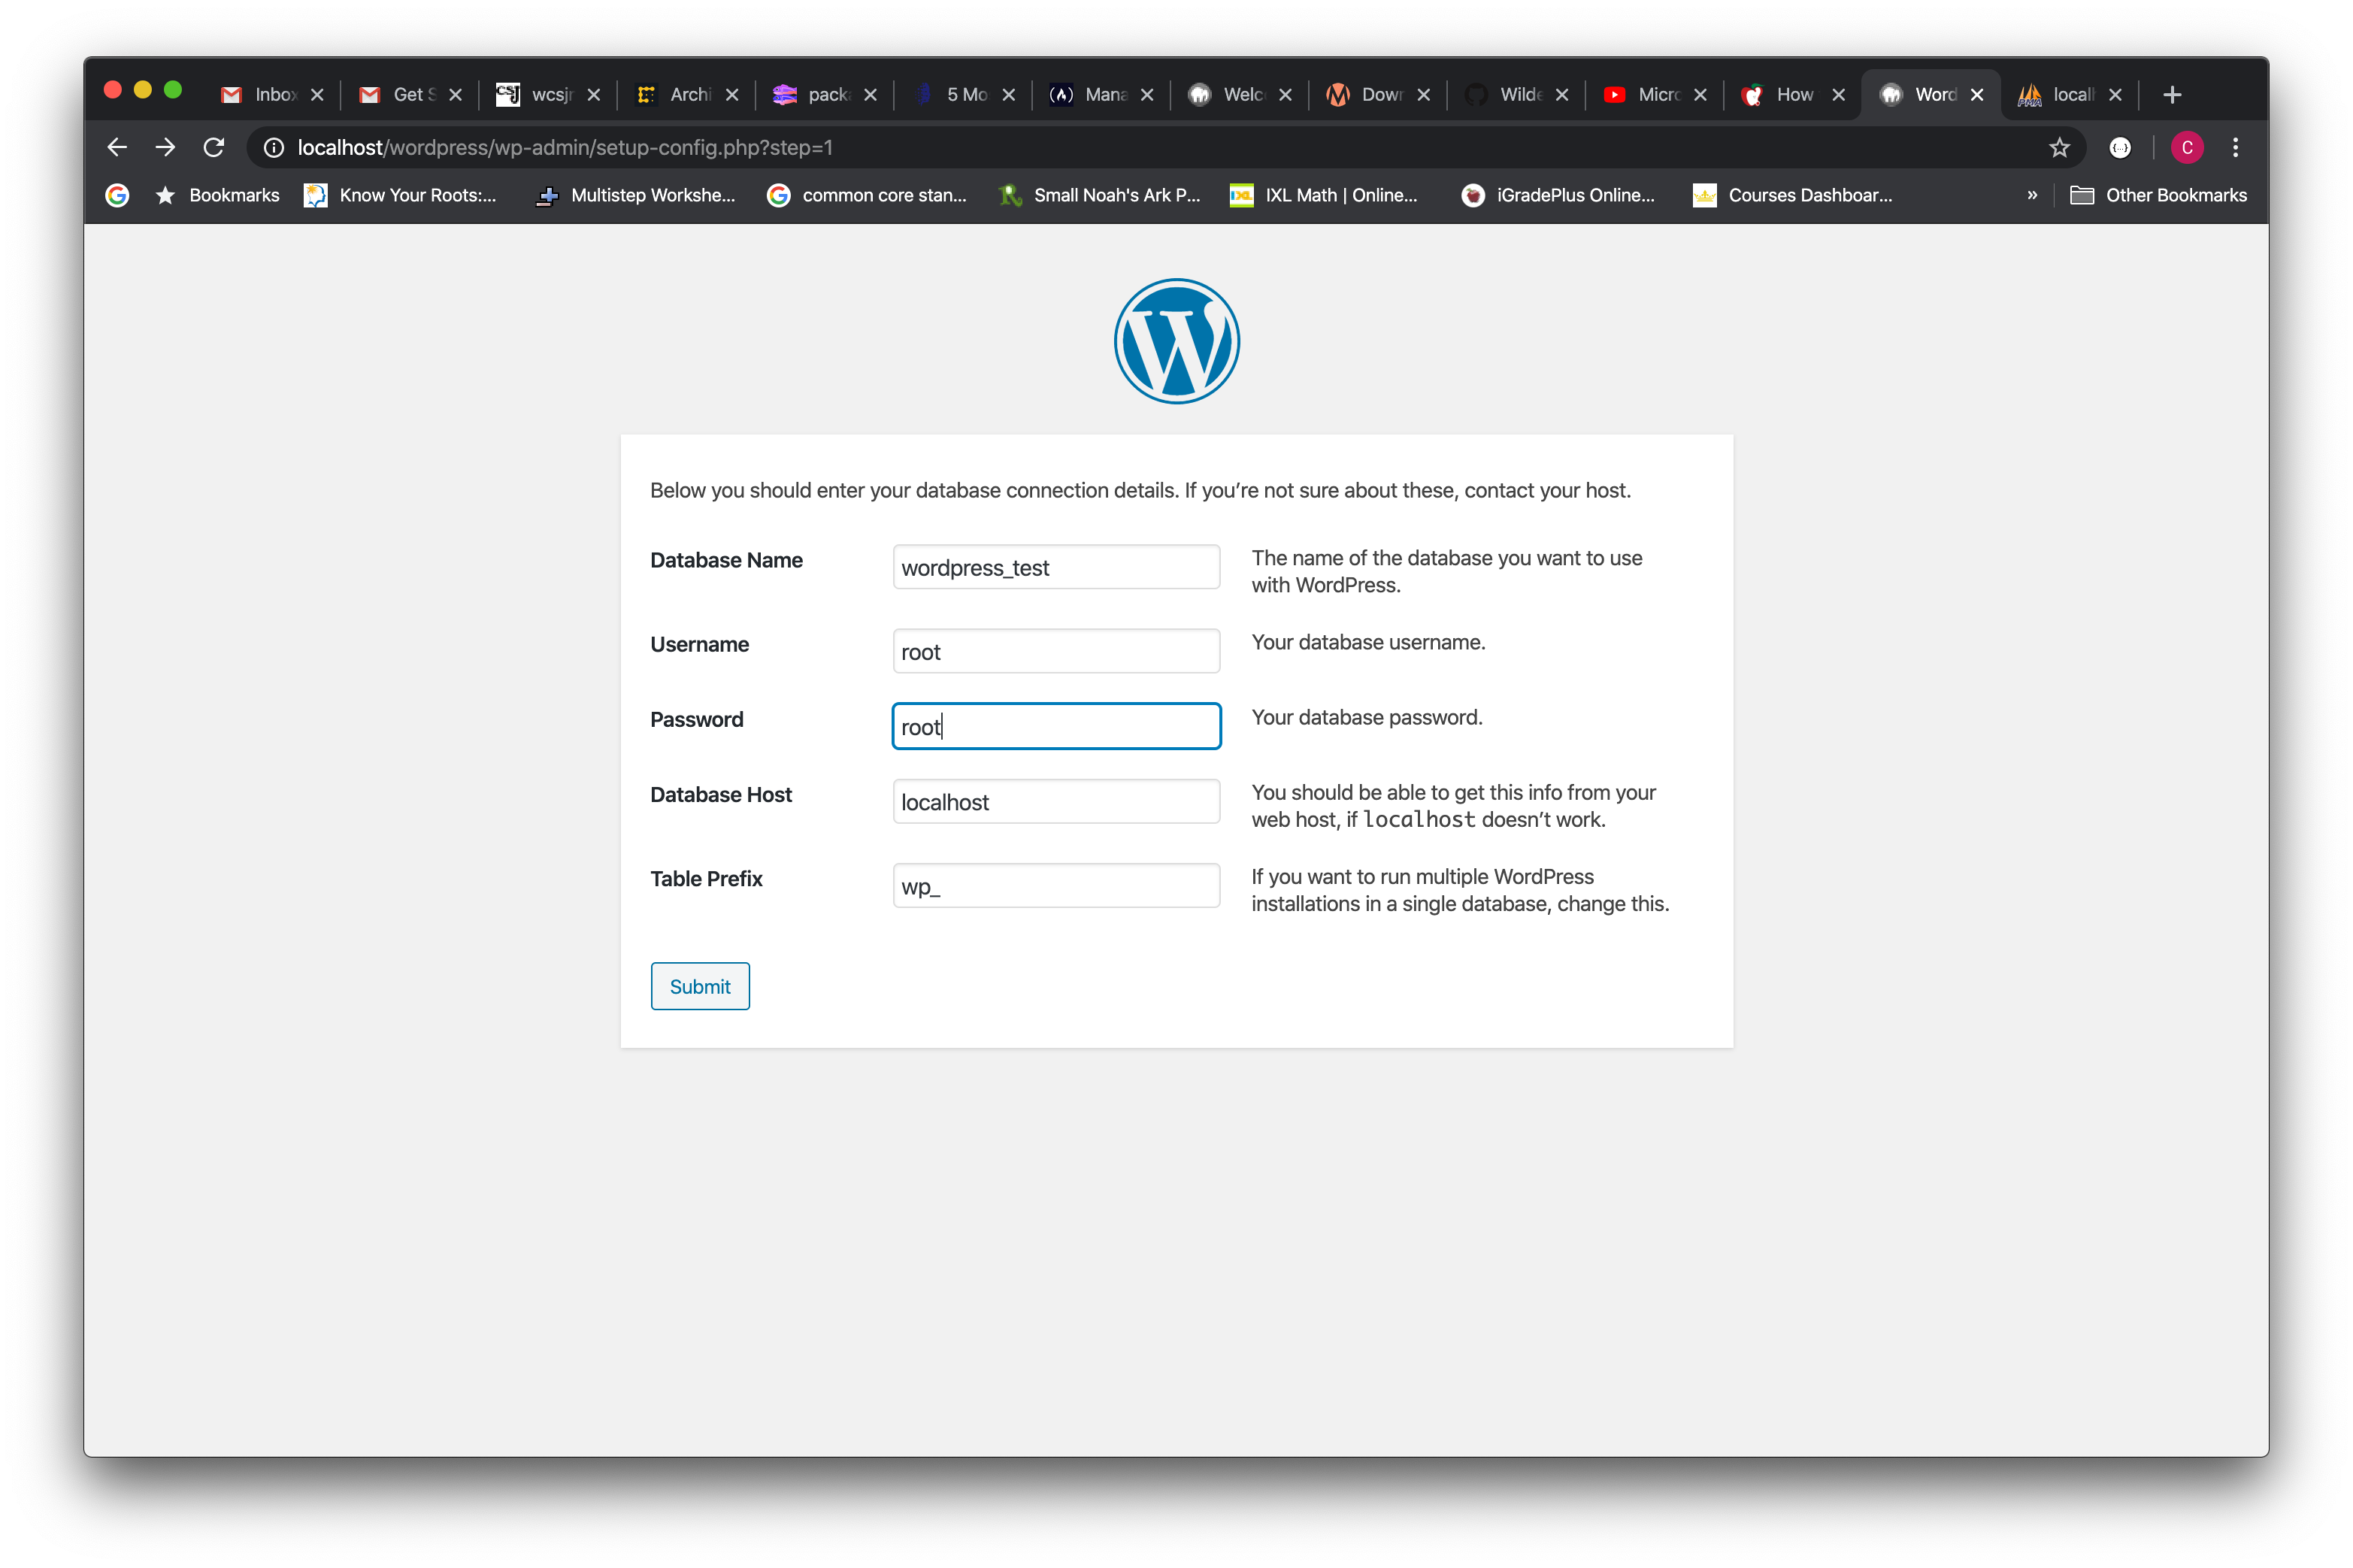 Inbox
Get S
wcsjr
Archi
pack
5 Mo
Mana
Welc
Dowr
Wilde
Micro
How
Word
local
localhost/wordpress/wp-admin/setup-config.php?step=1
C
Bookmarks
Know Your Roots:...
Multistep Workshe...
common core stan...
Small Noah's Ark P...
IXL Math | Online...
iGradePlus Online...
Courses Dashboar...
»
Other Bookmarks
Below you should enter your database connection details. If you’re not sure about these, contact your host.
Database Name
wordpress_test
The name of the database you want to use
with WordPress.
Username
root
Your database username.
Password
root
Your database password.
Database Host
localhost
You should be able to get this info from your
web host, if localhost doesn’t work.
Table Prefix
wp_
If you want to run multiple WordPress
installations in a single database, change this.
Submit